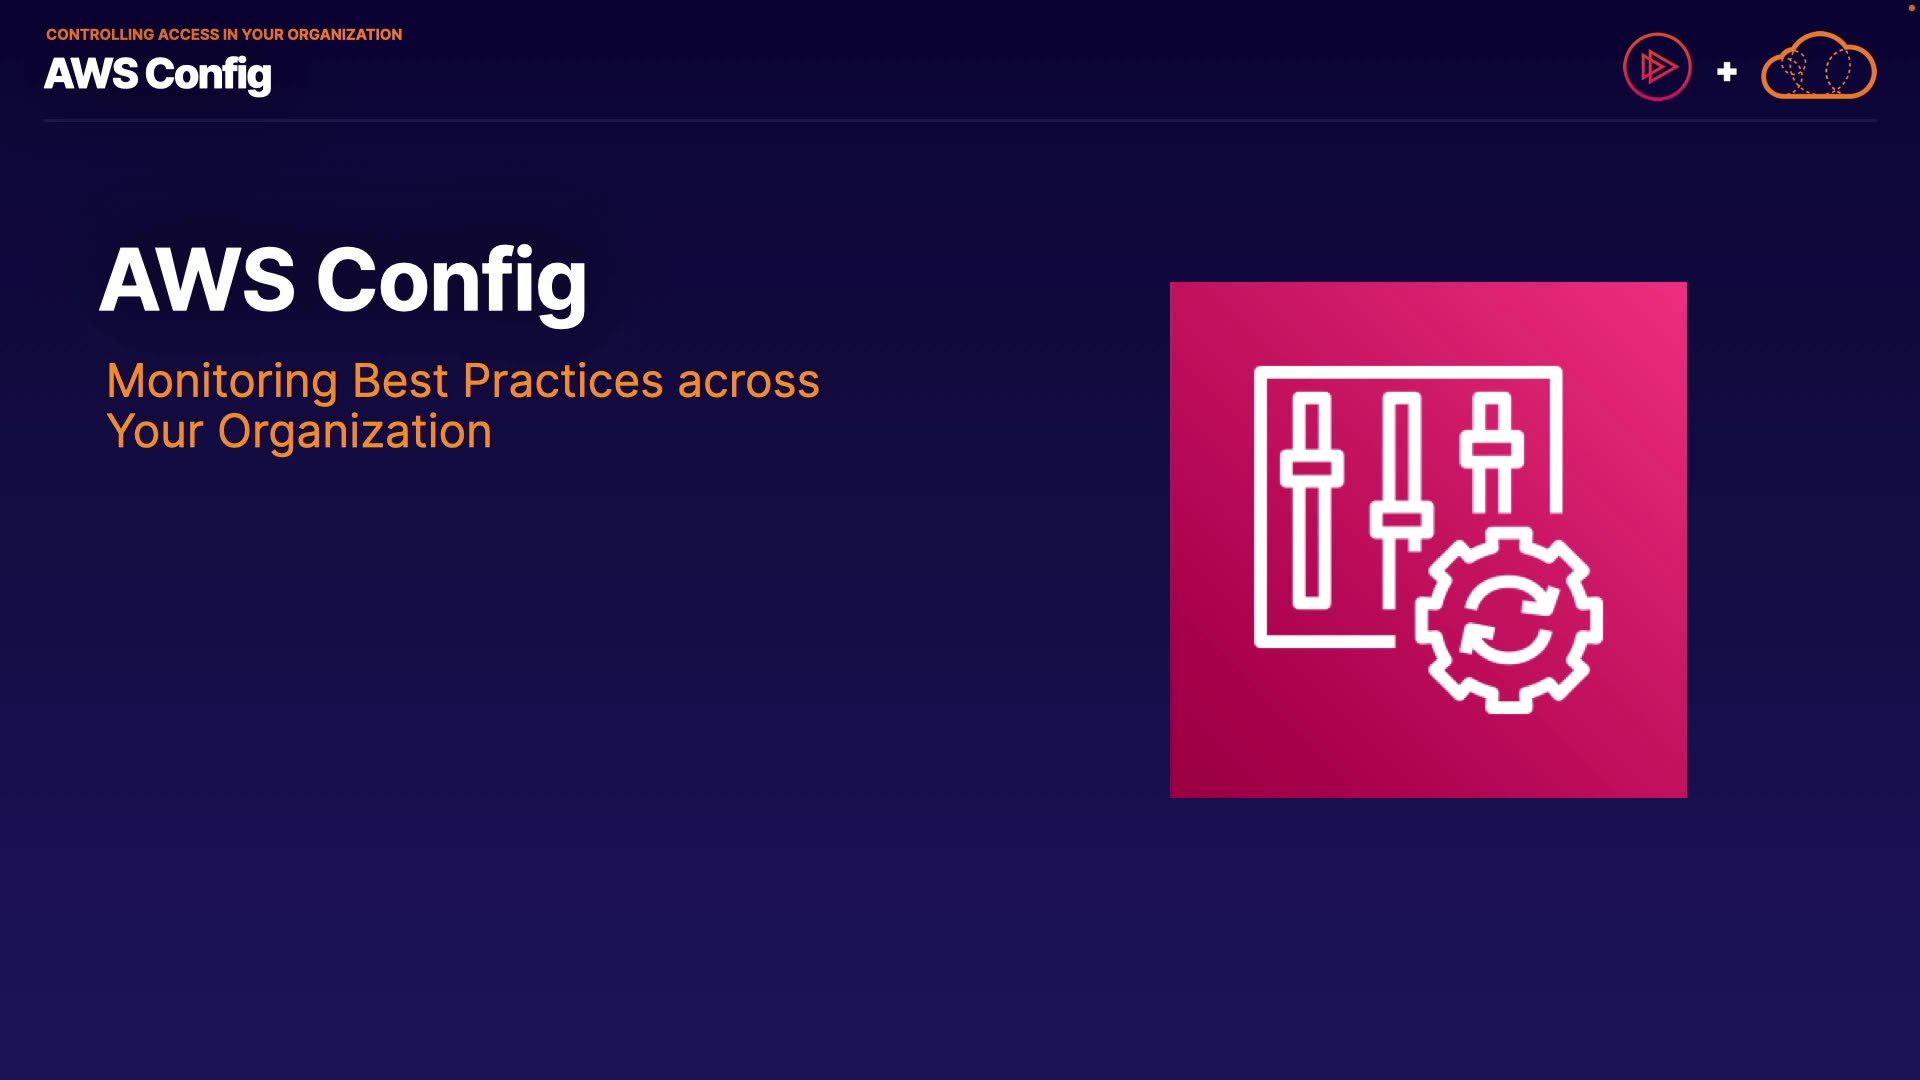 CONTROLLING ACCESS IN YOUR ORGANIZATION
AWS Config
AWS Config
Monitoring Best Practices across
Your Organization